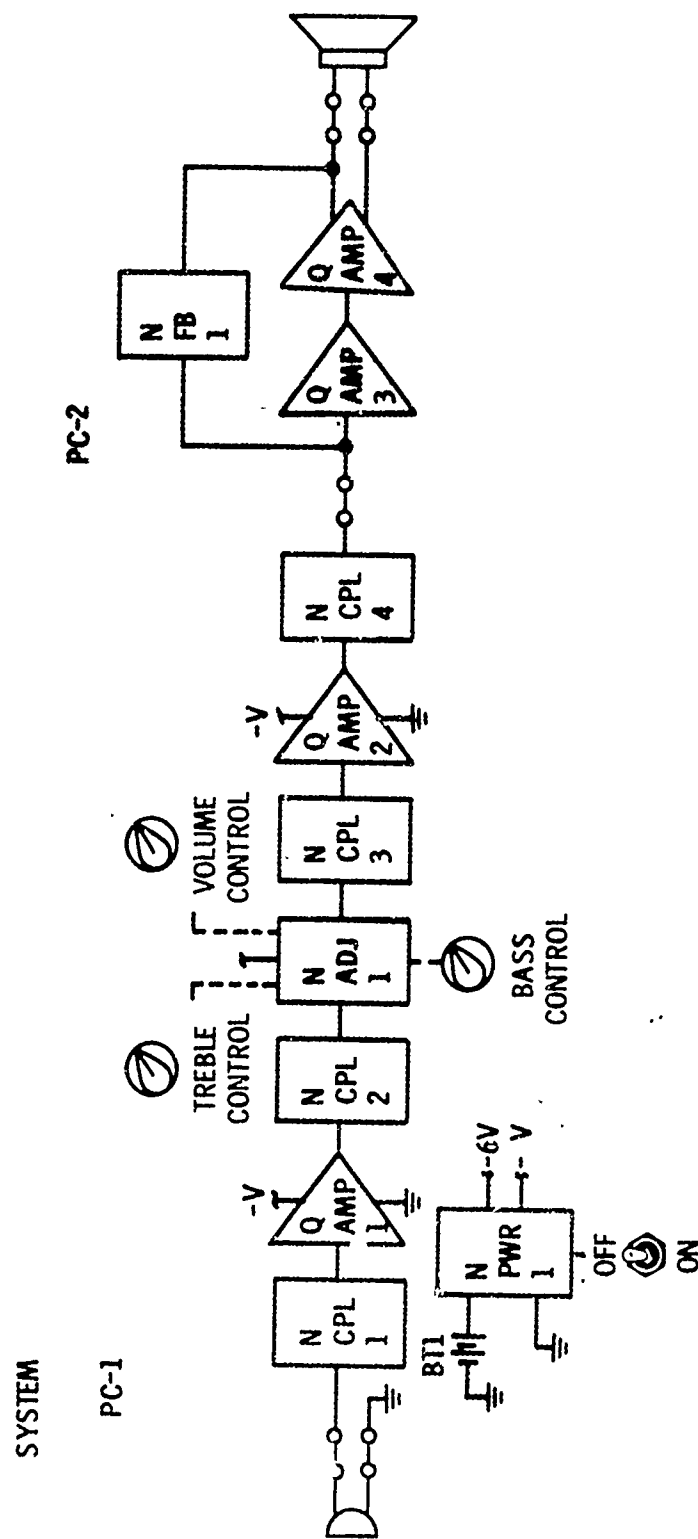 SYSTEM
PC-1
PC-2
N
CPL
1
Q
AMP
1
-V
N
CPL
2
TREBLE
CONTROL
N
ADJ
1
VOLUME
CONTROL
BASS
CONTROL
N
CPL
3
Q
AMP
2
-V
N
CPL
4
Q
AMP
3
Q
AMP
4
N
FB
1
BT1
N
PWR
1
-6V
- V
OFF
ON